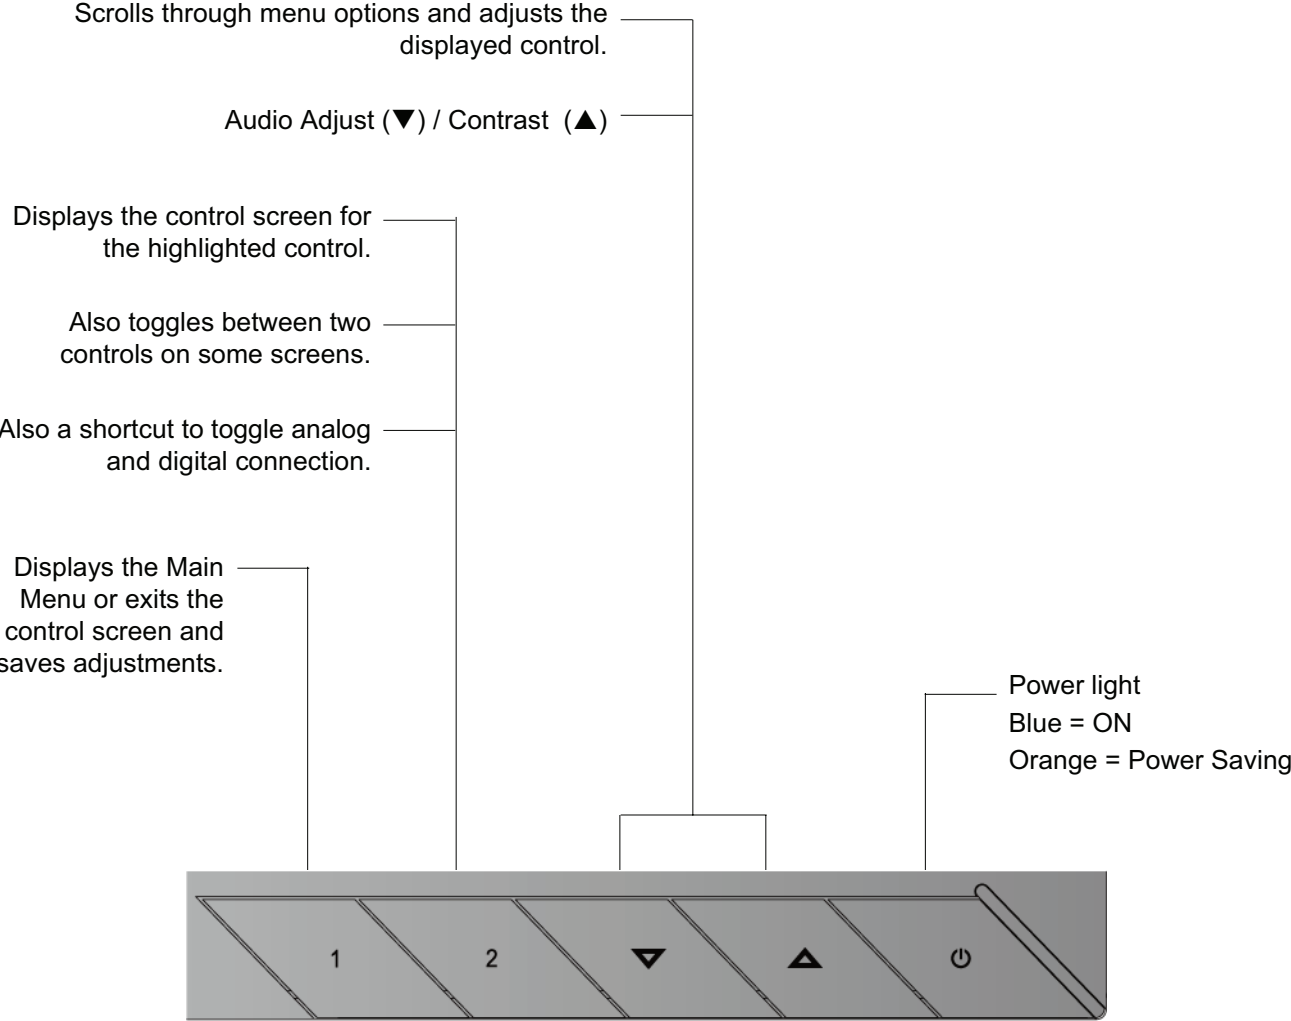 Scrolls through menu options and adjusts the
displayed control.
Audio Adjust (▼) / Contrast (▲)
Displays the control screen for
the highlighted control.
Also toggles between two
controls on some screens.
Also a shortcut to toggle analog
and digital connection.
Displays the Main
Menu or exits the
control screen and
saves adjustments.
Power light
Blue = ON
Orange = Power Saving
1
2